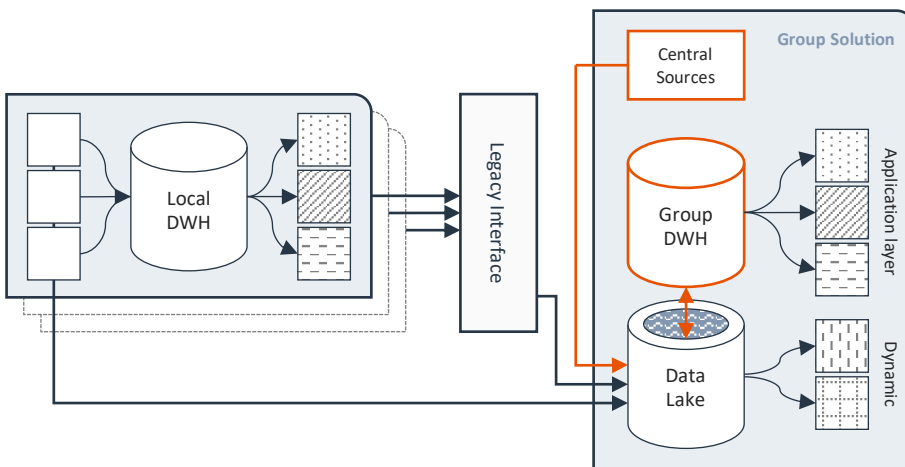 Group Solution
Central
Sources
Local
DWH
Legacy Interface
Group
DWH
Application layer
Data
Lake
Dynamic